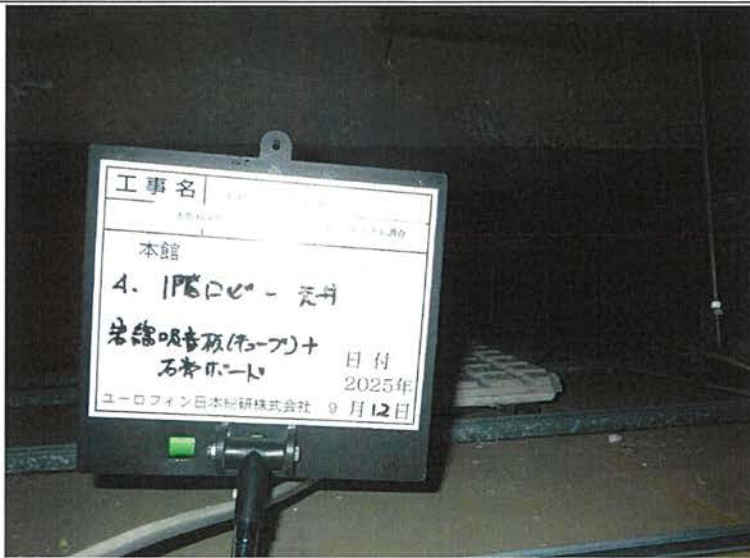 工事名
本館
4. 1階ロビー 天井
岩綿吸音板(キューブ)+
石膏ボード
日付
2025年
9月12日
ユーロフィン日本総研株式会社